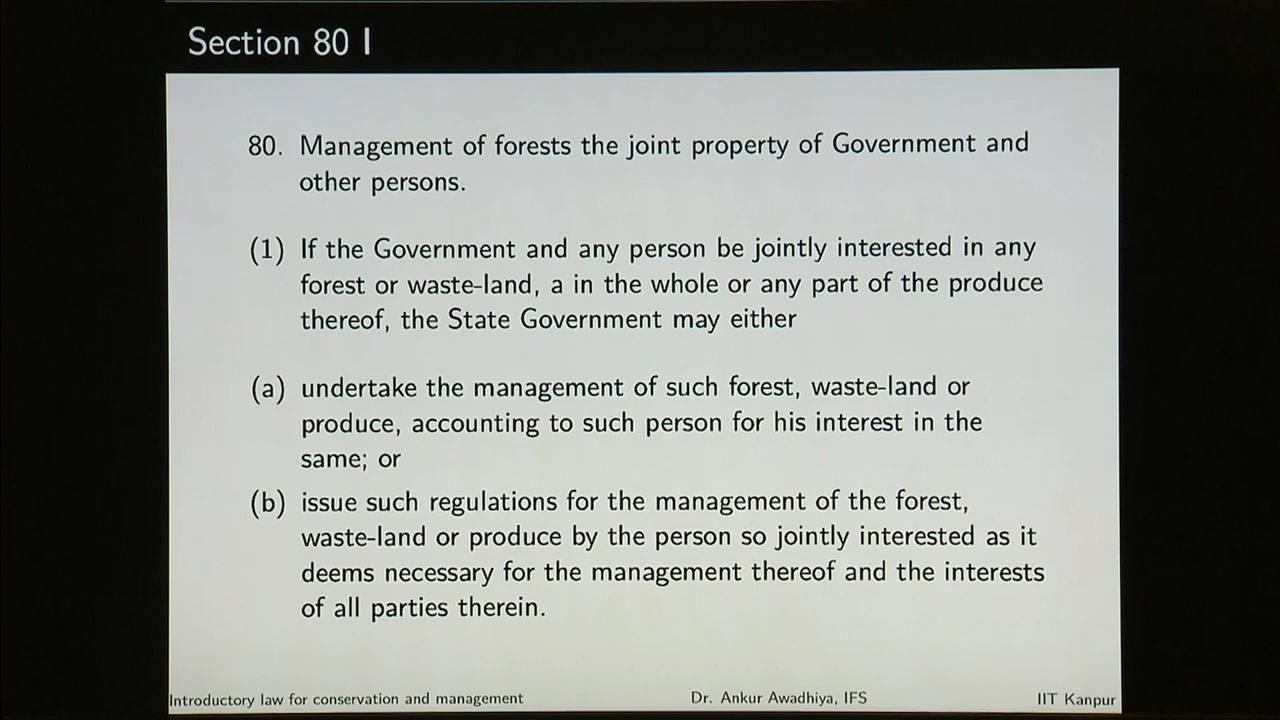 Section 80 I
80. Management of forests the joint property of Government and
other persons.
(1) If the Government and any person be jointly interested in any
forest or waste-land, a in the whole or any part of the produce
thereof, the State Government may either
(a) undertake the management of such forest, waste-land or
produce, accounting to such person for his interest in the
same; or
(b) issue such regulations for the management of the forest,
waste-land or produce by the person so jointly interested as it
deems necessary for the management thereof and the interests
of all parties therein.
Introductory law for conservation and management Dr. Ankur Awadhiya, IFS IIT Kanpur